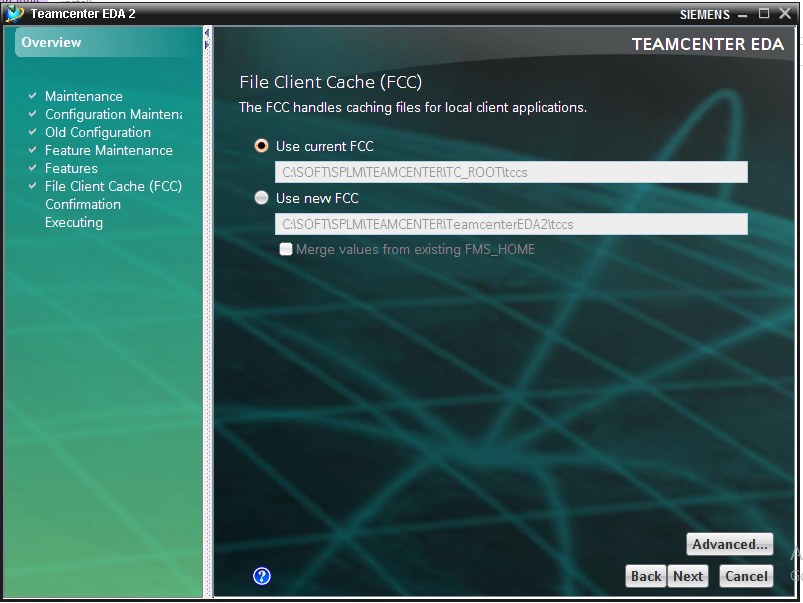 Teamcenter EDA 2
SIEMENS
Overview
TEAMCENTER EDA
Maintenance
Configuration Maintena
Old Configuration
Feature Maintenance
Features
File Client Cache (FCC)
Confirmation
Executing
File Client Cache (FCC)
The FCC handles caching files for local client applications.
Use current FCC
C:\SOFT\SPLM\TEAMCENTER\TC_ROOT\tccs
Use new FCC
C:\SOFT\SPLM\TEAMCENTER\TeamcenterEDA2\tccs
Merge values from existing FMS_HOME
Advanced...
?
Back Next Cancel